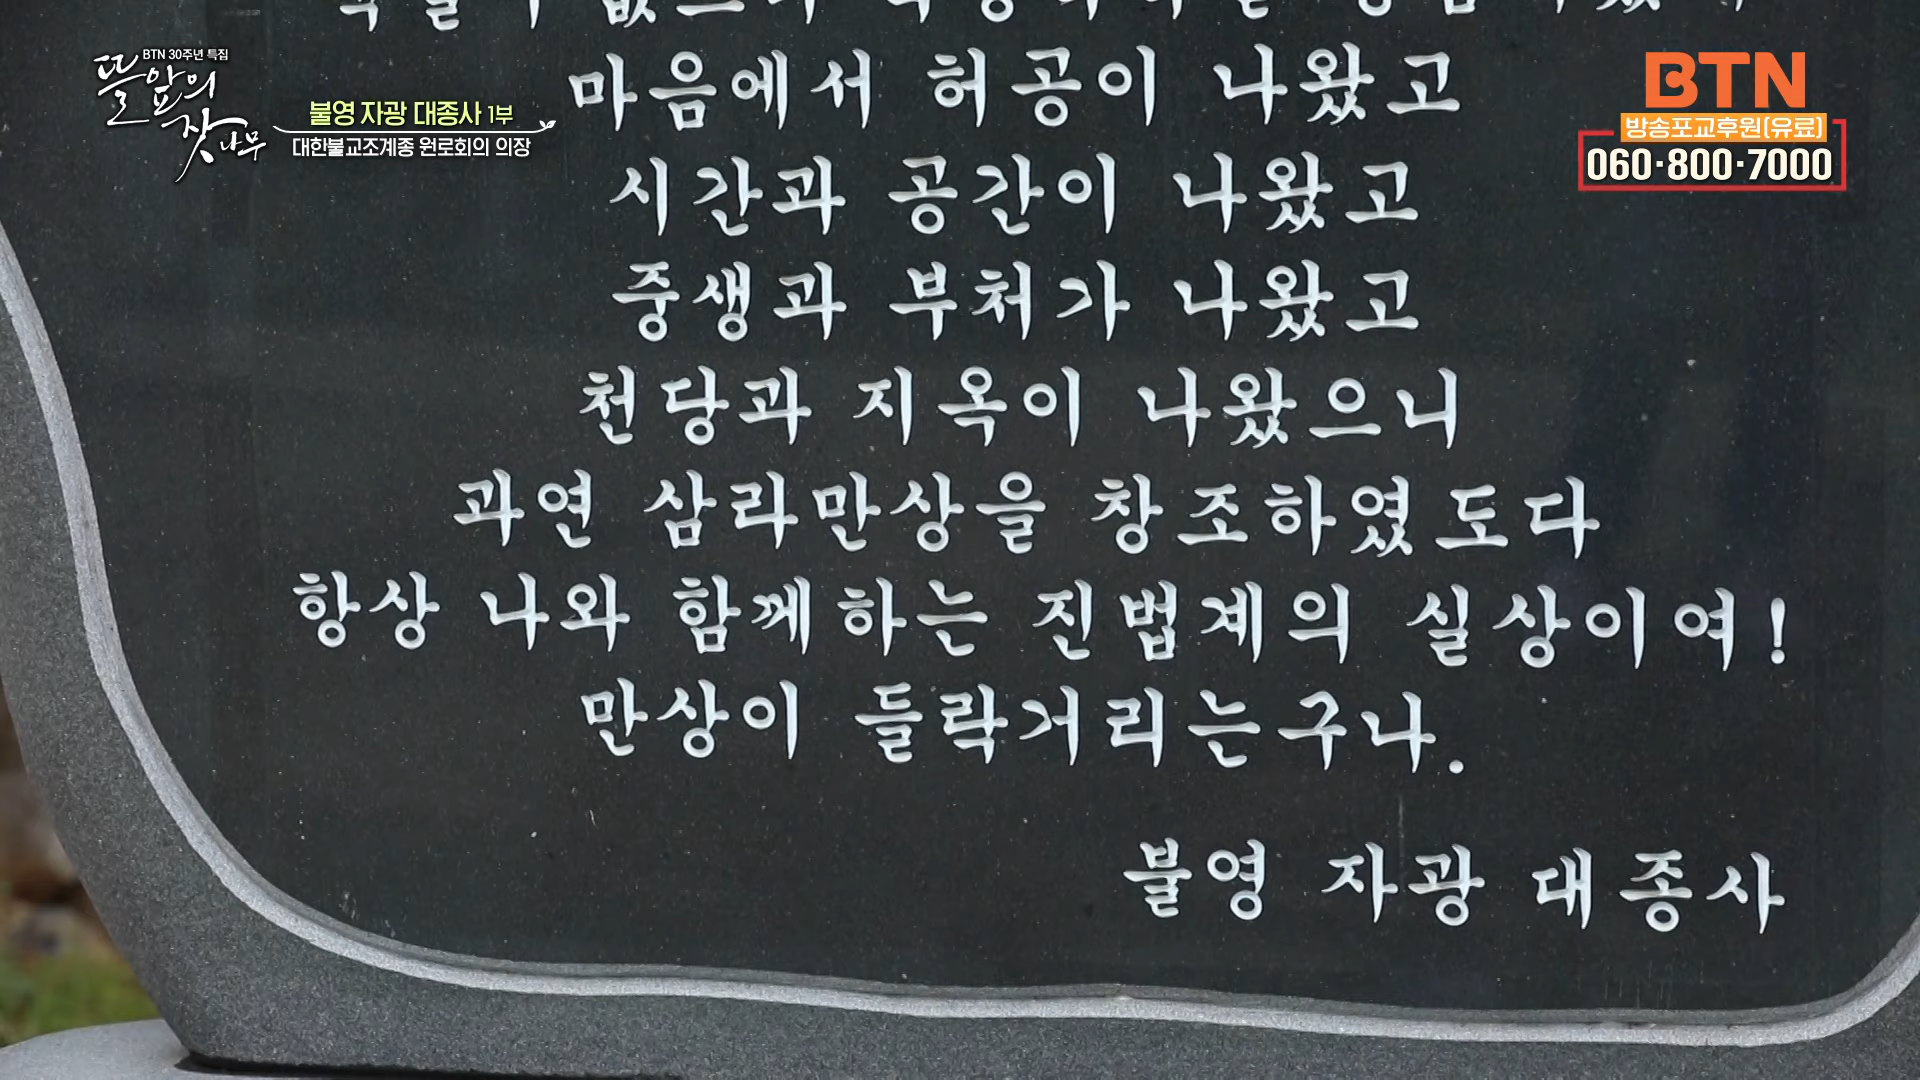 BTN 30주년 특집
뜰 앞의
잣나무
불영 자광 대종사 1부
대한불교조계종 원로회의 의장
BTN
방송포교후원(유료)
060·800·7000
마음에서 허공이 나왔고
시간과 공간이 나왔고
중생과 부처가 나왔고
천당과 지옥이 나왔으니
과연 삼라만상을 창조하였도다
항상 나와 함께하는 진법계의 실상이여!
만상이 들락거리는구나.
불영 자광 대종사